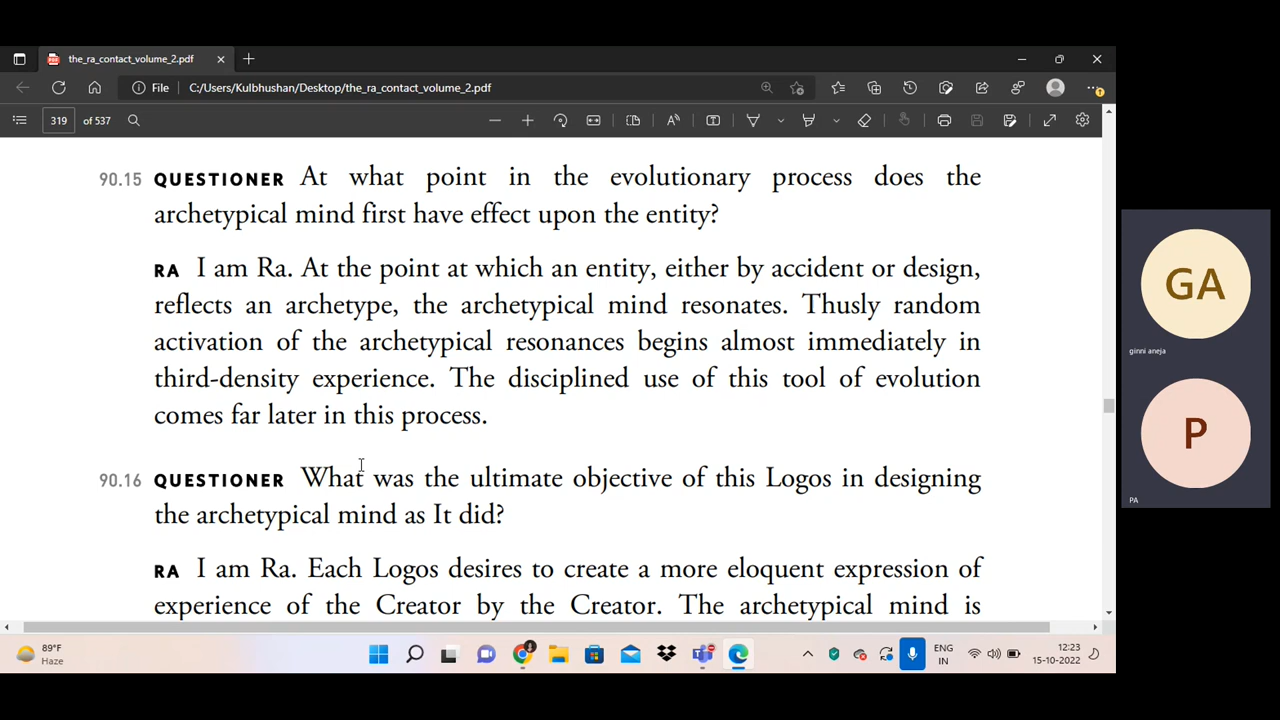 the_ra_contact_volume_2.pdf
File C:/Users/Kulbhushan/Desktop/the_ra_contact_volume_2.pdf
319 of 537
90.15 QUESTIONER At what point in the evolutionary process does the
archetypical mind first have effect upon the entity?
RA I am Ra. At the point at which an entity, either by accident or design,
reflects an archetype, the archetypical mind resonates. Thusly random
activation of the archetypical resonances begins almost immediately in
third-density experience. The disciplined use of this tool of evolution
comes far later in this process.
90.16 QUESTIONER What was the ultimate objective of this Logos in designing
the archetypical mind as It did?
RA I am Ra. Each Logos desires to create a more eloquent expression of
experience of the Creator by the Creator. The archetypical mind is
GA
ginni aneja
P
PA
89°F
Haze
ENG
IN
12:23
15-10-2022